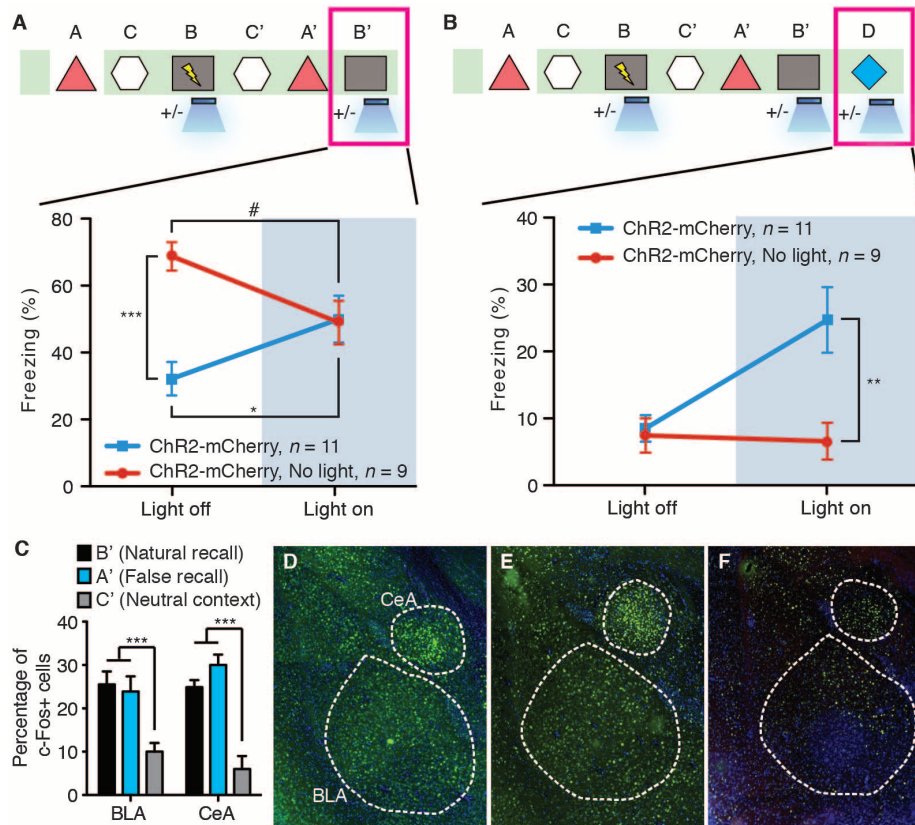 A
A C B C' A' B'
+/- +/-
80
60
40
20
0
Freezing (%)
#
***
*
ChR2-mCherry, n = 11
ChR2-mCherry, No light, n = 9
Light off Light on
B
A C B C' A' B' D
+/- +/- +/-
40
30
20
10
0
Freezing (%)
ChR2-mCherry, n = 11
ChR2-mCherry, No light, n = 9
**
Light off Light on
C
B' (Natural recall)
A' (False recall)
C' (Neutral context)
40
30
20
10
0
Percentage of
c-Fos+ cells
*** ***
BLA CeA
D
CeA
BLA
E
F